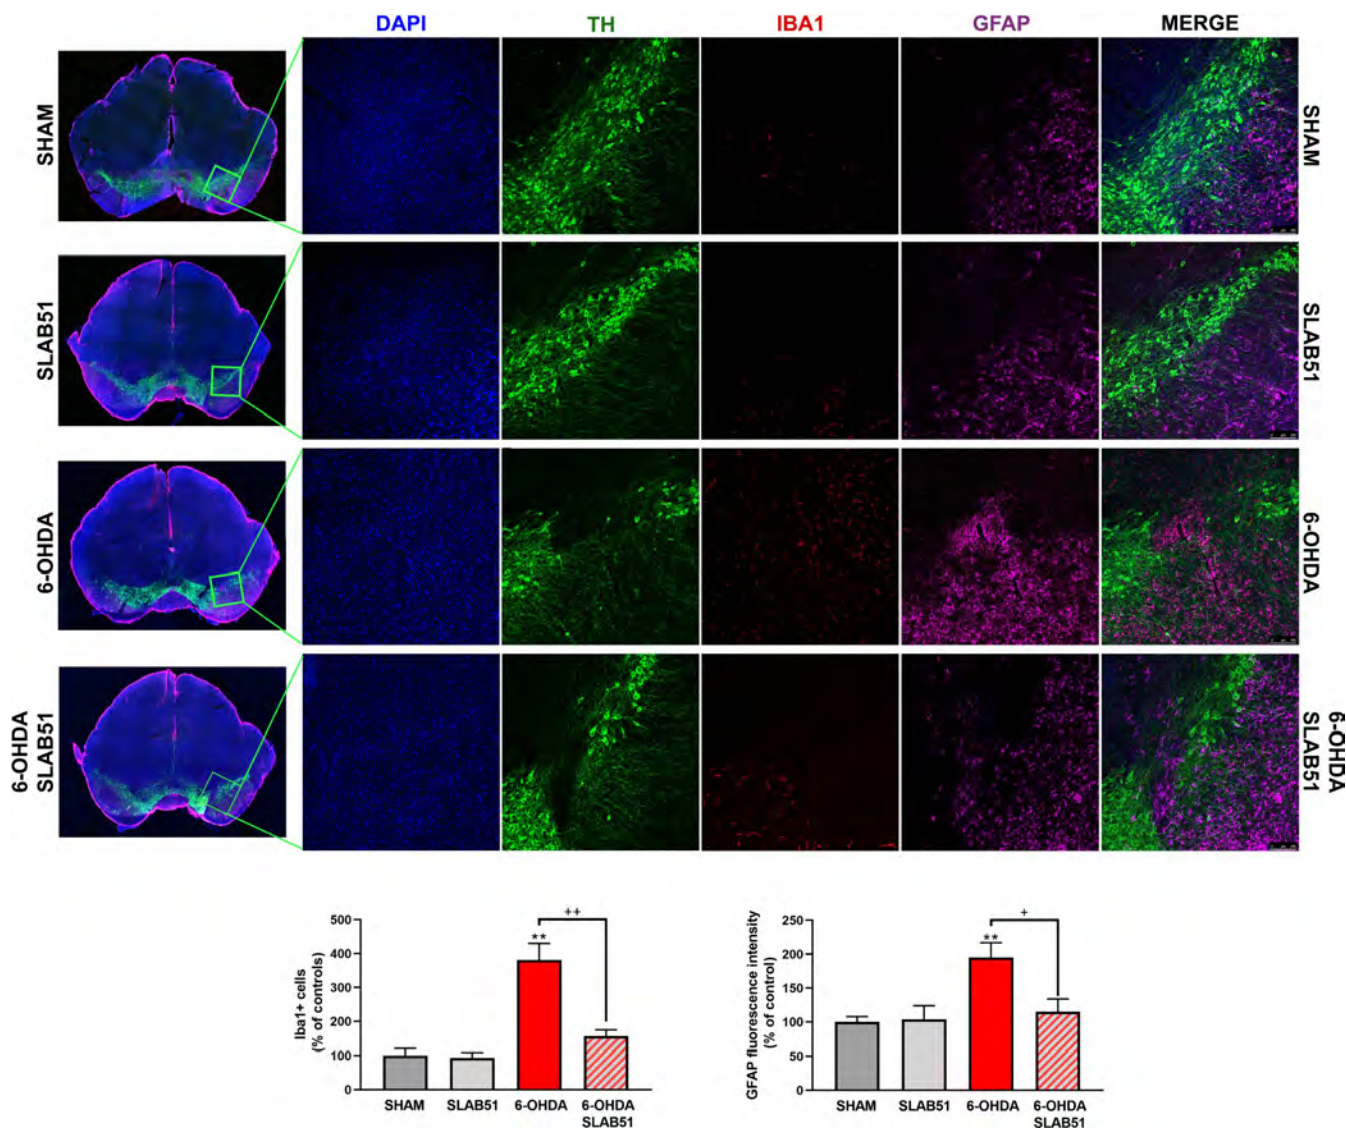 DAPI TH IBA1 GFAP MERGE
SHAM
SHAM
SLAB51
SLAB51
6-OHDA
6-OHDA
6-OHDA
SLAB51
6-OHDA
SLAB51
Iba1+ cells
(% of controls)
500
400
300
200
100
0
**
++
SHAM SLAB51 6-OHDA 6-OHDA
SLAB51
GFAP fluorescence intensity
(% of control)
250
200
150
100
50
0
**
+
SHAM SLAB51 6-OHDA 6-OHDA
SLAB51